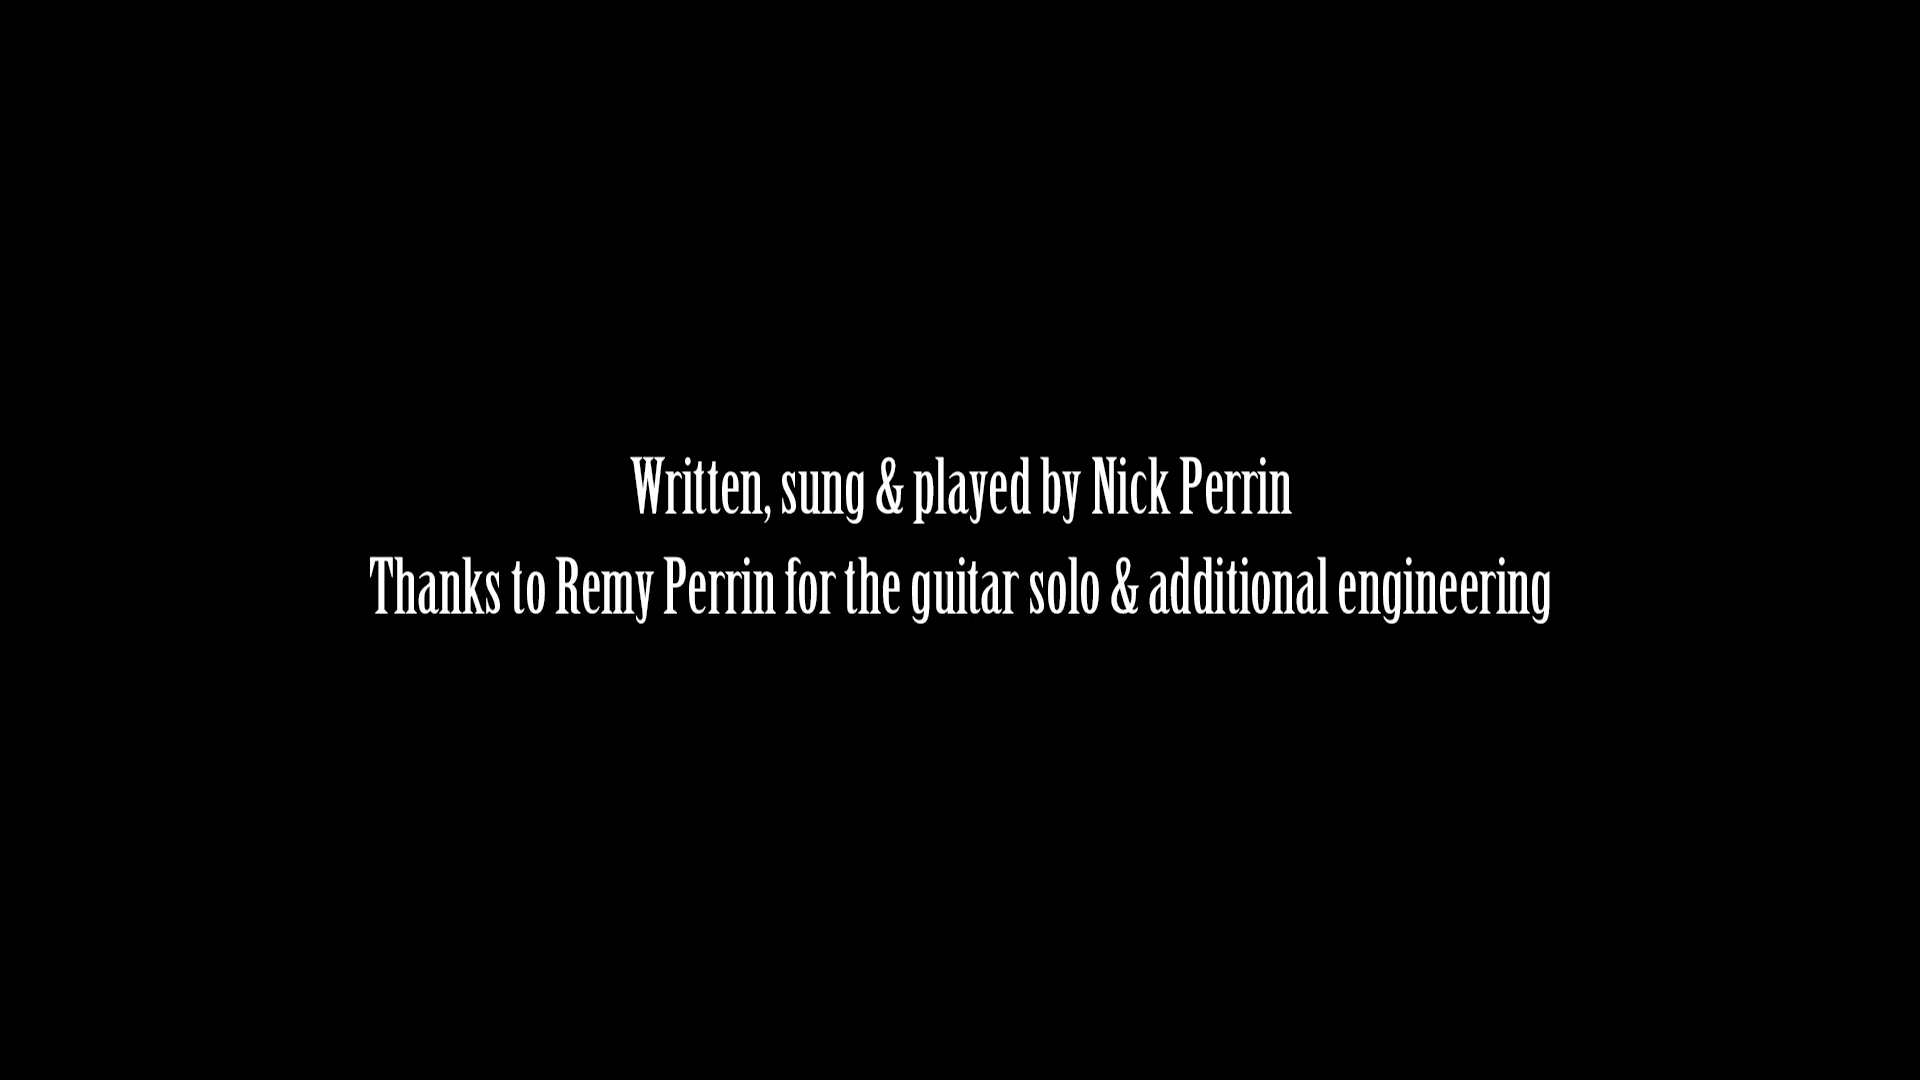 Written, sung & played by Nick Perrin
Thanks to Remy Perrin for the guitar solo & additional engineering